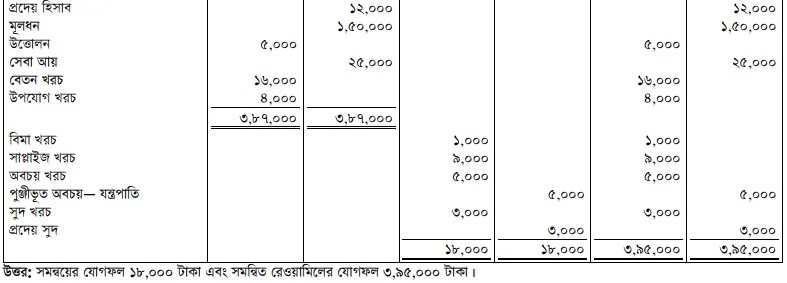 প্রদেয় হিসাব ১২,০০০ ১২,০০০
মূলধন ১,৫০,০০০ ১,৫০,০০০
উত্তোলন ৫,০০০ ৫,০০০
সেবা আয় ২৫,০০০ ২৫,০০০
বেতন খরচ ১৬,০০০ ১৬,০০০
উপযোগ খরচ ৪,০০০ ৪,০০০
৩,৮৭,০০০ ৩,৮৭,০০০
বিমা খরচ ১,০০০ ১,০০০
সাপ্লাইজ খরচ ৯,০০০ ৯,০০০
অবচয় খরচ ৫,০০০ ৫,০০০
পুঞ্জীভূত অবচয়— যন্ত্রপাতি ৫,০০০ ৫,০০০
সুদ খরচ ৩,০০০ ৩,০০০
প্রদেয় সুদ ৩,০০০ ৩,০০০
১৮,০০০ ১৮,০০০ ৩,৯৫,০০০ ৩,৯৫,০০০
উত্তর: সমন্বয়ের যোগফল ১৮,০০০ টাকা এবং সমন্বিত রেওয়ামিলের যোগফল ৩,৯৫,০০০ টাকা।